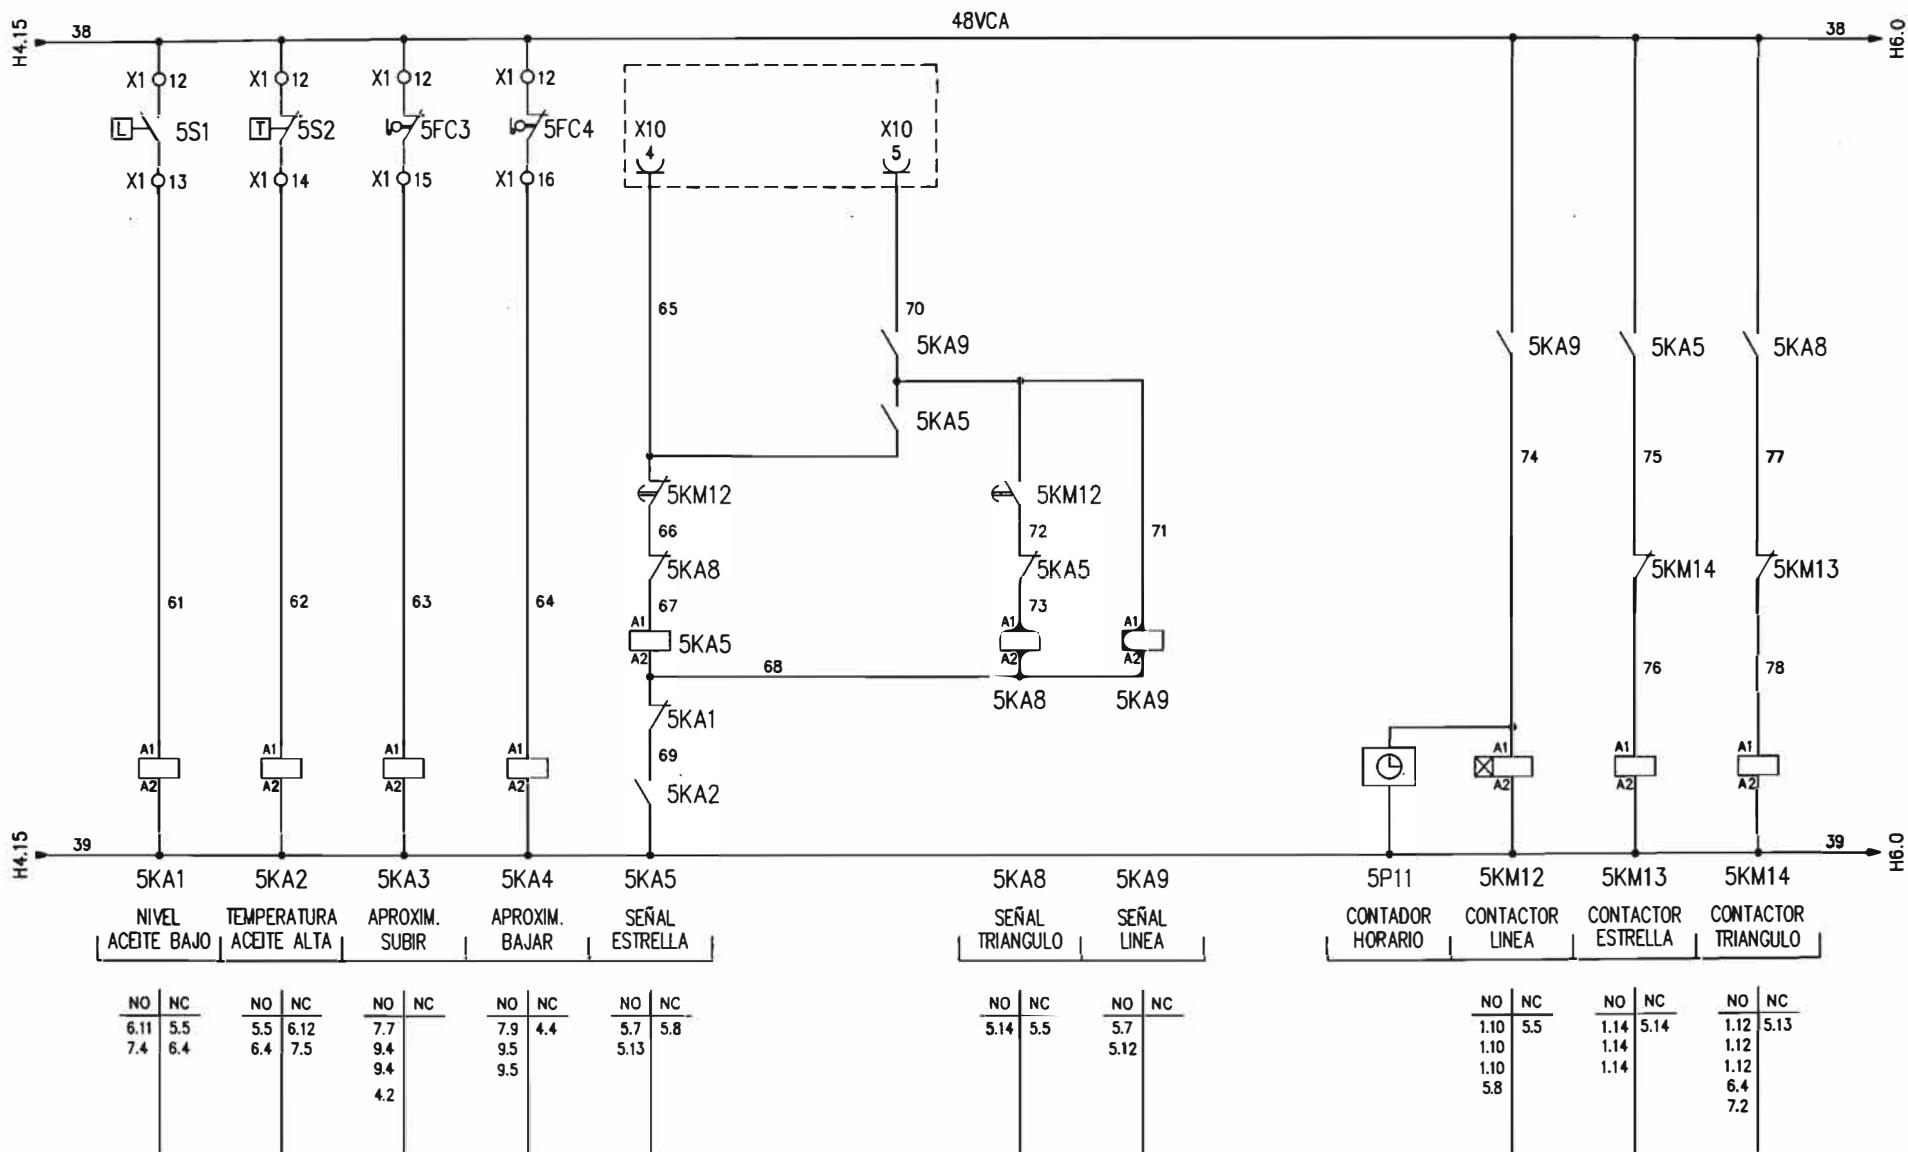 48VCA
H4.15 38 38 H6.0
X1 12 X1 12 X1 12 X1 12
L 5S1 T 5S2 5FC3 5FC4
X10 X10
4 5
X1 13 X1 14 X1 15 X1 16
65 70
5KA9 5KA9 5KA5 5KA8
5KA5
74 75 77
5KM12 5KM12
66 72 71
5KA8 5KA5 5KM14 5KM13
61 62 63 64 67 73
A1 A1 A1
5KA5
A2 A2 A2
68 76 78
5KA8 5KA9
5KA1
69
A1 A1 A1 A1 A1 A1 A1
A2 A2 A2 A2 A2 A2 A2
5KA2
H4.15 39 39 H6.0
5KA1 5KA2 5KA3 5KA4 5KA5 5KA8 5KA9 5P11 5KM12 5KM13 5KM14
NIVEL TEMPERATURA APROXIM. APROXIM. SEÑAL SEÑAL SEÑAL CONTADOR CONTACTOR CONTACTOR CONTACTOR
ACEITE BAJO ACEITE ALTA SUBIR BAJAR ESTRELLA TRIANGULO LINEA HORARIO LINEA ESTRELLA TRIANGULO
NO NC NO NC NO NC NO NC NO NC NO NC NO NC NO NC NO NC NO NC
6.11 5.5 5.5 6.12 7.7 7.9 4.4 5.7 5.8 5.14 5.5 5.7 1.10 5.5 1.14 5.14 1.12 5.13
7.4 6.4 6.4 7.5 9.4 9.5 5.13 5.12 1.10 1.14 1.12
9.4 9.5 1.10 1.14 1.12
4.2 5.8 6.4
7.2